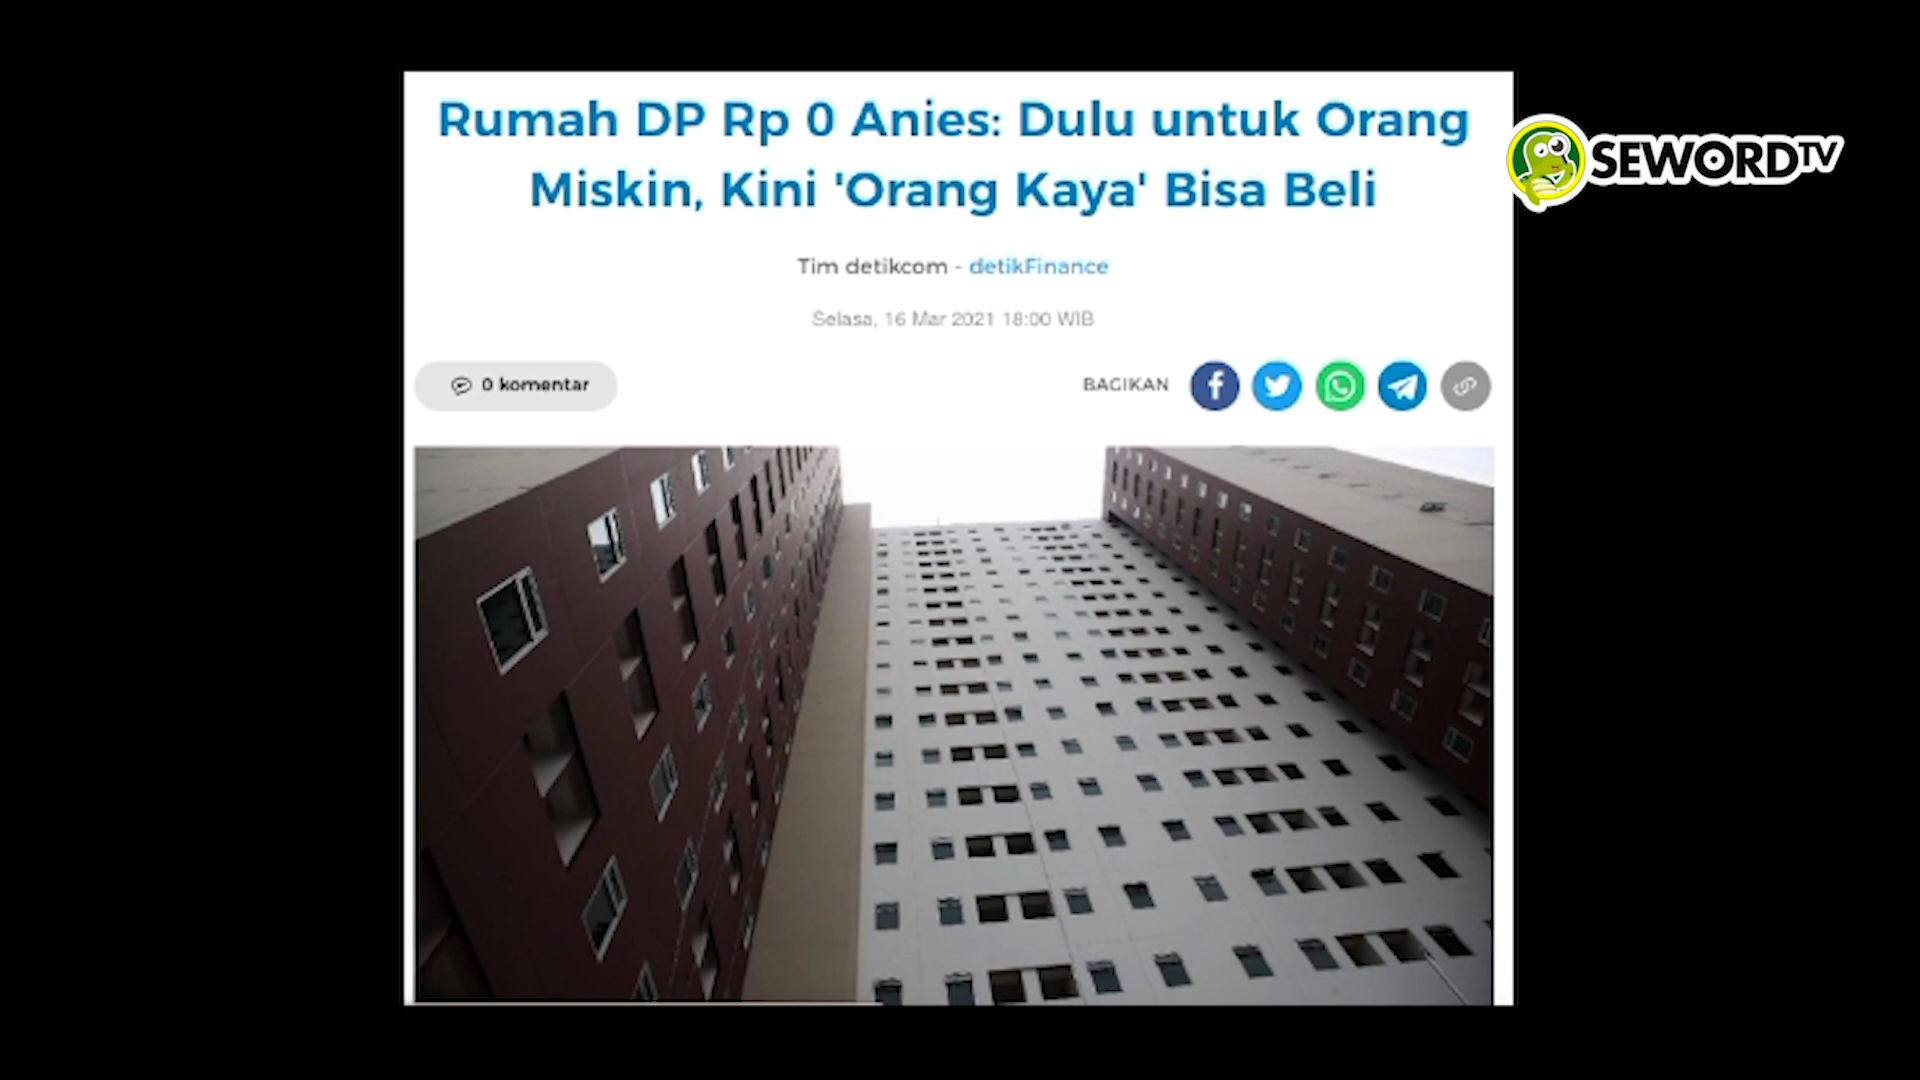 Rumah DP Rp 0 Anies: Dulu untuk Orang
Miskin, Kini 'Orang Kaya' Bisa Beli
SEWORDTV
Tim detikcom - detikFinance
Selasa, 16 Mar 2021 18:00 WIB
0 komentar
BAGIKAN